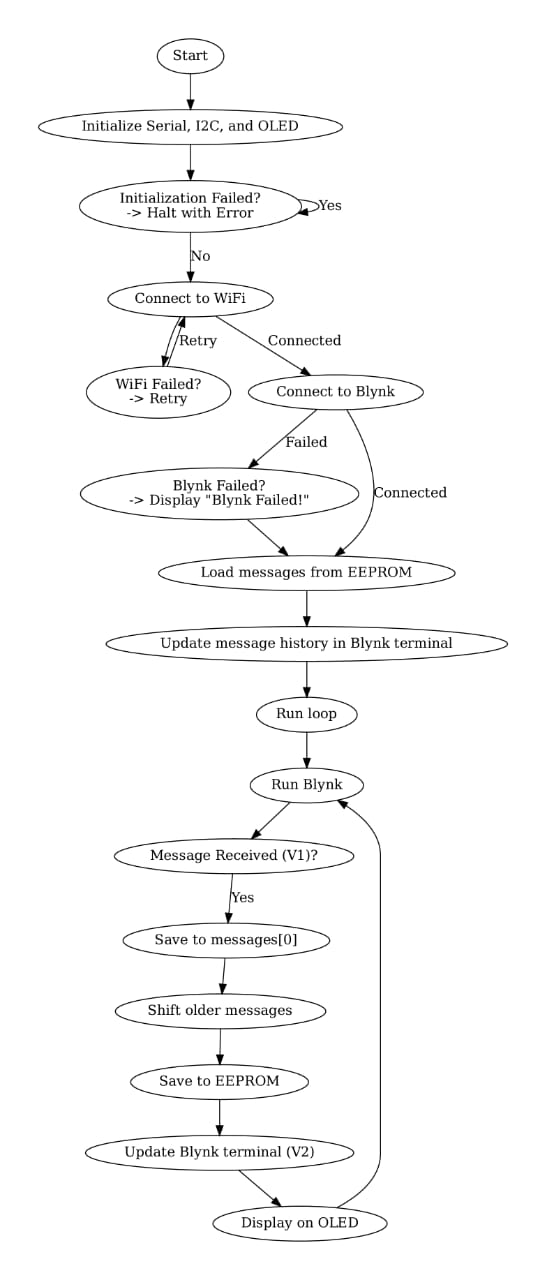 Start
Initialize Serial, I2C, and OLED
Initialization Failed?
-> Halt with Error
Yes
No
Connect to WiFi
Retry
Connected
WiFi Failed?
-> Retry
Connect to Blynk
Failed
Blynk Failed?
-> Display "Blynk Failed!"
Connected
Load messages from EEPROM
Update message history in Blynk terminal
Run loop
Run Blynk
Message Received (V1)?
Yes
Save to messages[0]
Shift older messages
Save to EEPROM
Update Blynk terminal (V2)
Display on OLED